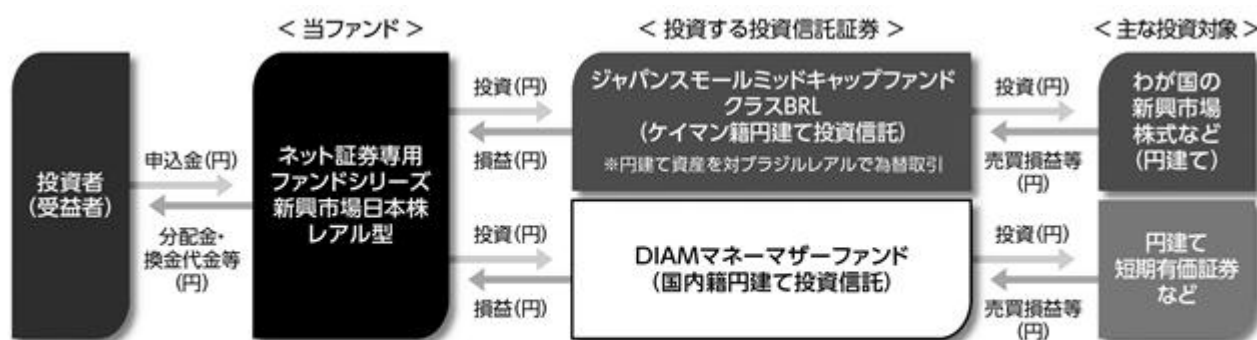 ＜当ファンド＞
＜投資する投資信託証券＞
＜主な投資対象＞
投資者
(受益者)
申込金(円)
分配金・
換金代金等
(円)
ネット証券専用
ファンドシリーズ
新興市場日本株
レアル型
投資(円)
損益(円)
ジャパンスモールミッドキャップファンド
クラスBRL
(ケイマン籍円建て投資信託)
※円建て資産を対ブラジルレアルで為替取引
投資(円)
売買損益等
(円)
わが国の
新興市場
株式など
(円建て)
投資(円)
損益(円)
DIAMマネーマザーファンド
(国内籍円建て投資信託)
投資(円)
売買損益等
(円)
円建て
短期有価証券
など